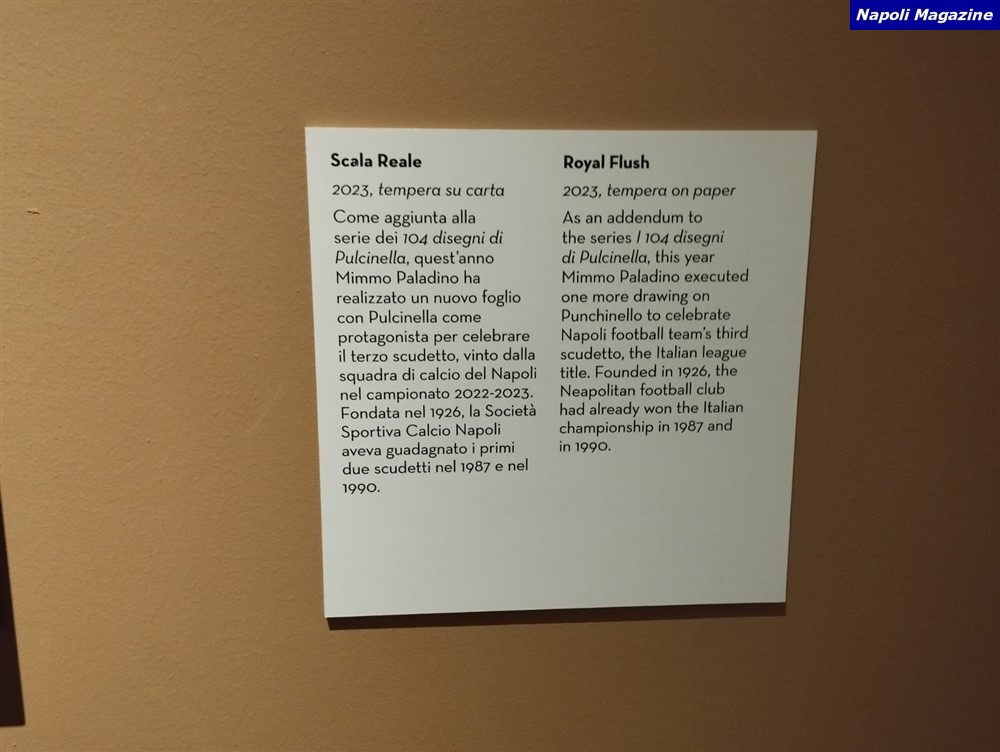 Napoli Magazine
Scala Reale
2023, tempera su carta
Come aggiunta alla
serie dei 104 disegni di
Pulcinella, quest'anno
Mimmo Paladino ha
realizzato un nuovo foglio
con Pulcinella come
protagonista per celebrare
il terzo scudetto, vinto dalla
squadra di calcio del Napoli
nel campionato 2022-2023.
Fondata nel 1926, la Società
Sportiva Calcio Napoli
aveva guadagnato i primi
due scudetti nel 1987 e nel
1990.
Royal Flush
2023, tempera on paper
As an addendum to
the series I 104 disegni
di Pulcinella, this year
Mimmo Paladino executed
one more drawing on
Punchinello to celebrate
Napoli football team's third
scudetto, the Italian league
title. Founded in 1926, the
Neapolitan football club
had already won the Italian
championship in 1987 and
in 1990.